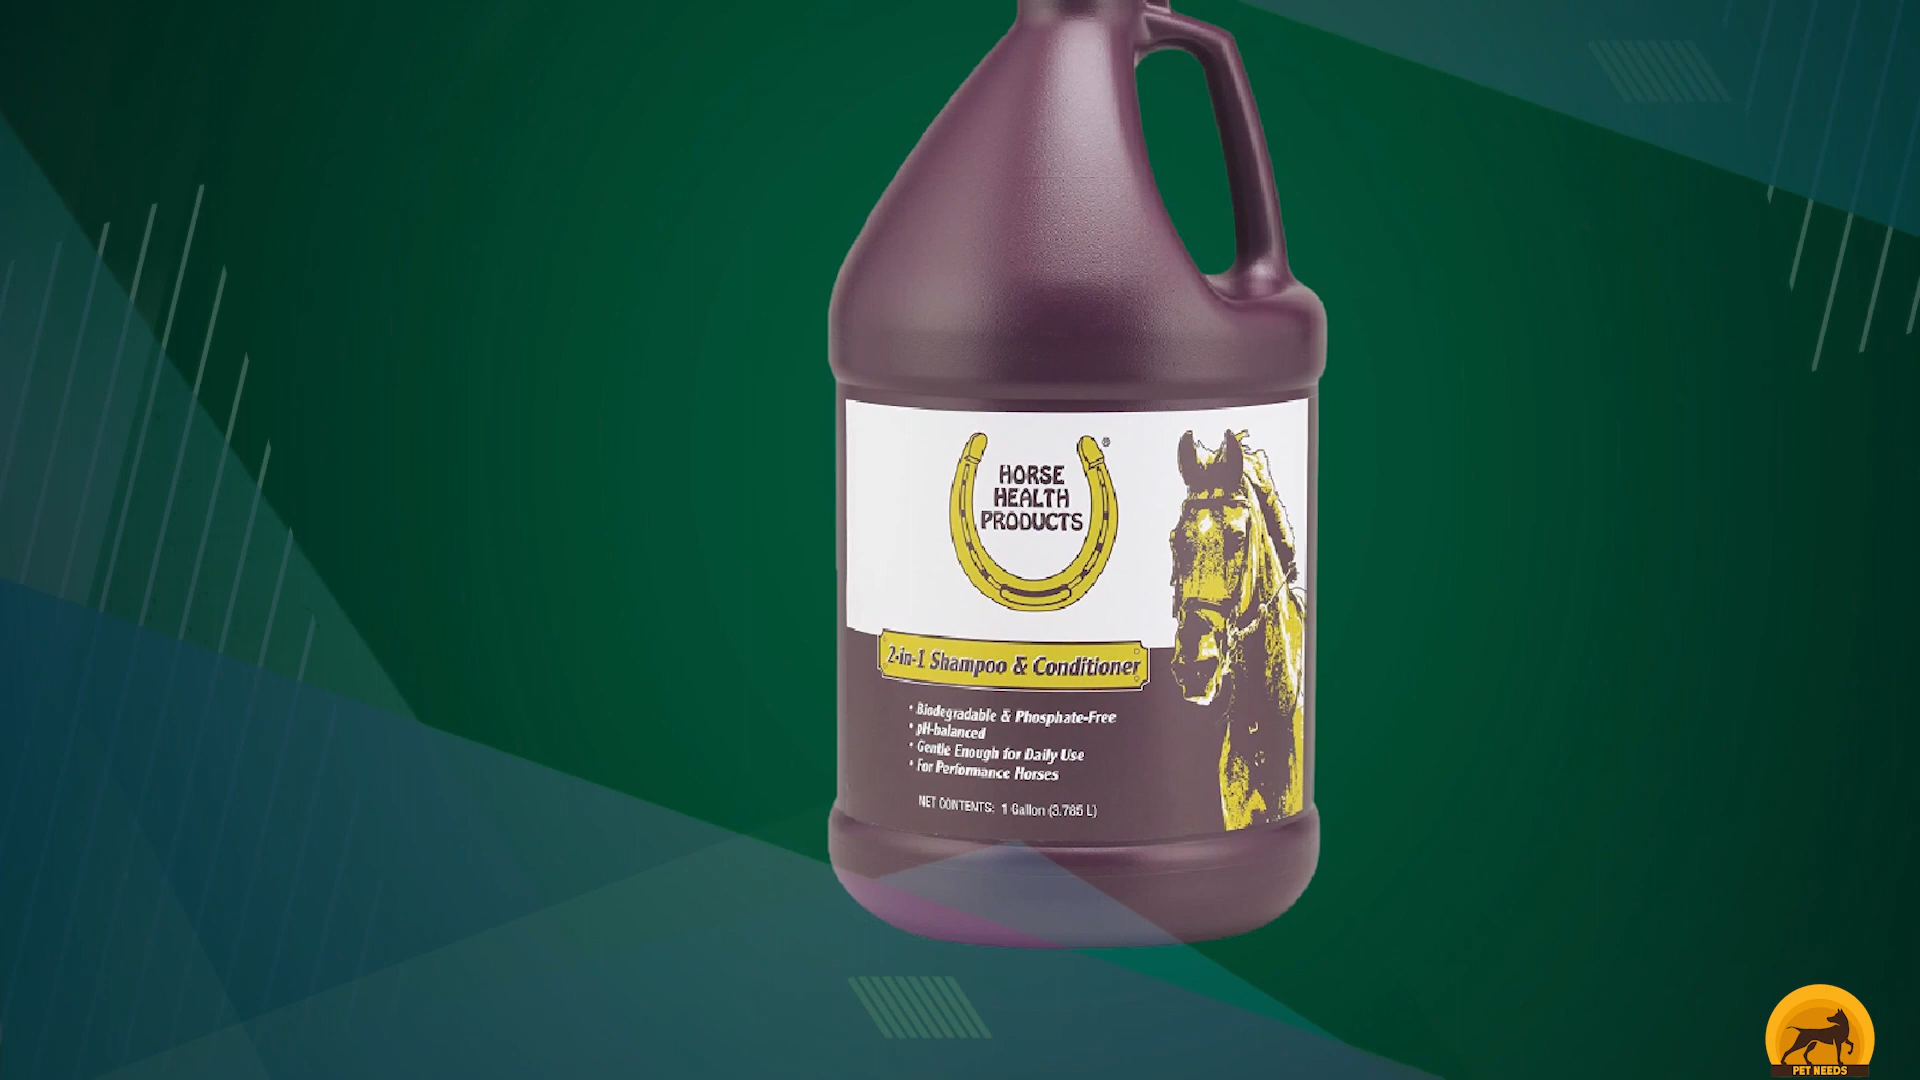 ®
HORSE
HEALTH
PRODUCTS
2-in-1 Shampoo & Conditioner
• Biodegradable & Phosphate-Free
• pH-balanced
• Gentle Enough for Daily Use
• For Performance Horses
NET CONTENTS: 1 Gallon (3.785 L)
PET NEEDS